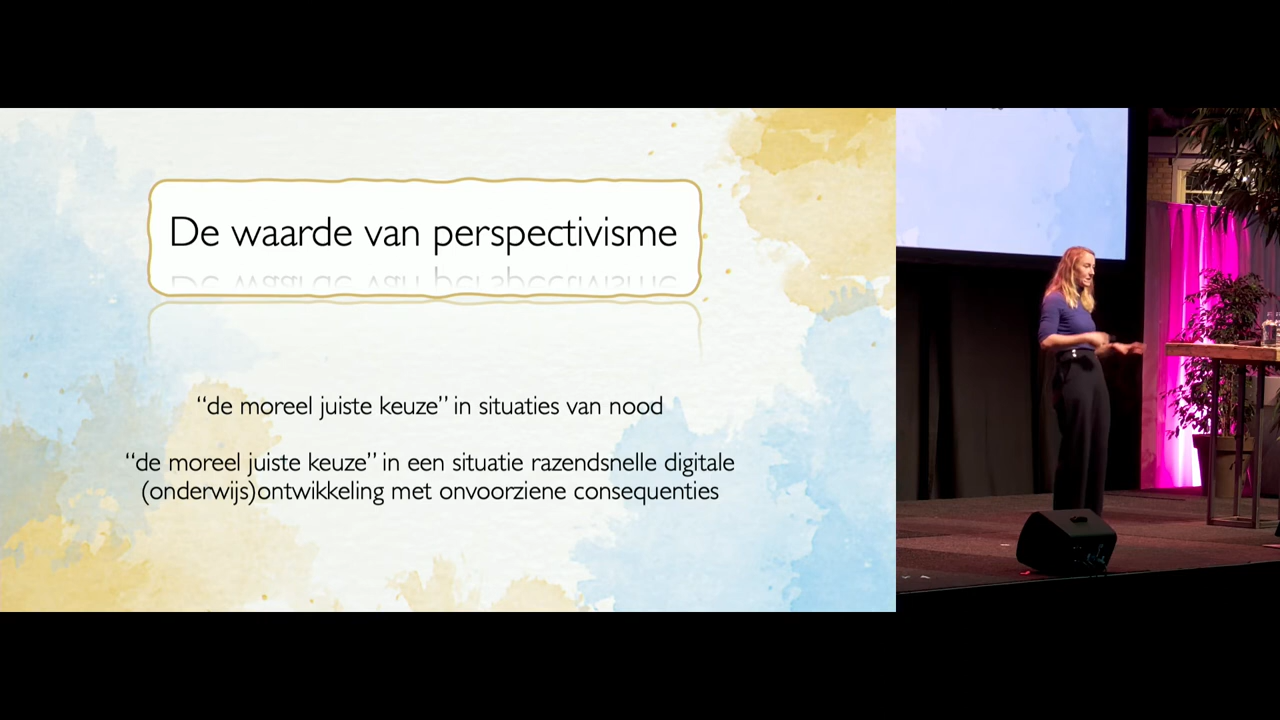 De waarde van perspectivisme
“de moreel juiste keuze” in situaties van nood
“de moreel juiste keuze” in een situatie razendsnelle digitale
(onderwijs)ontwikkeling met onvoorziene consequenties